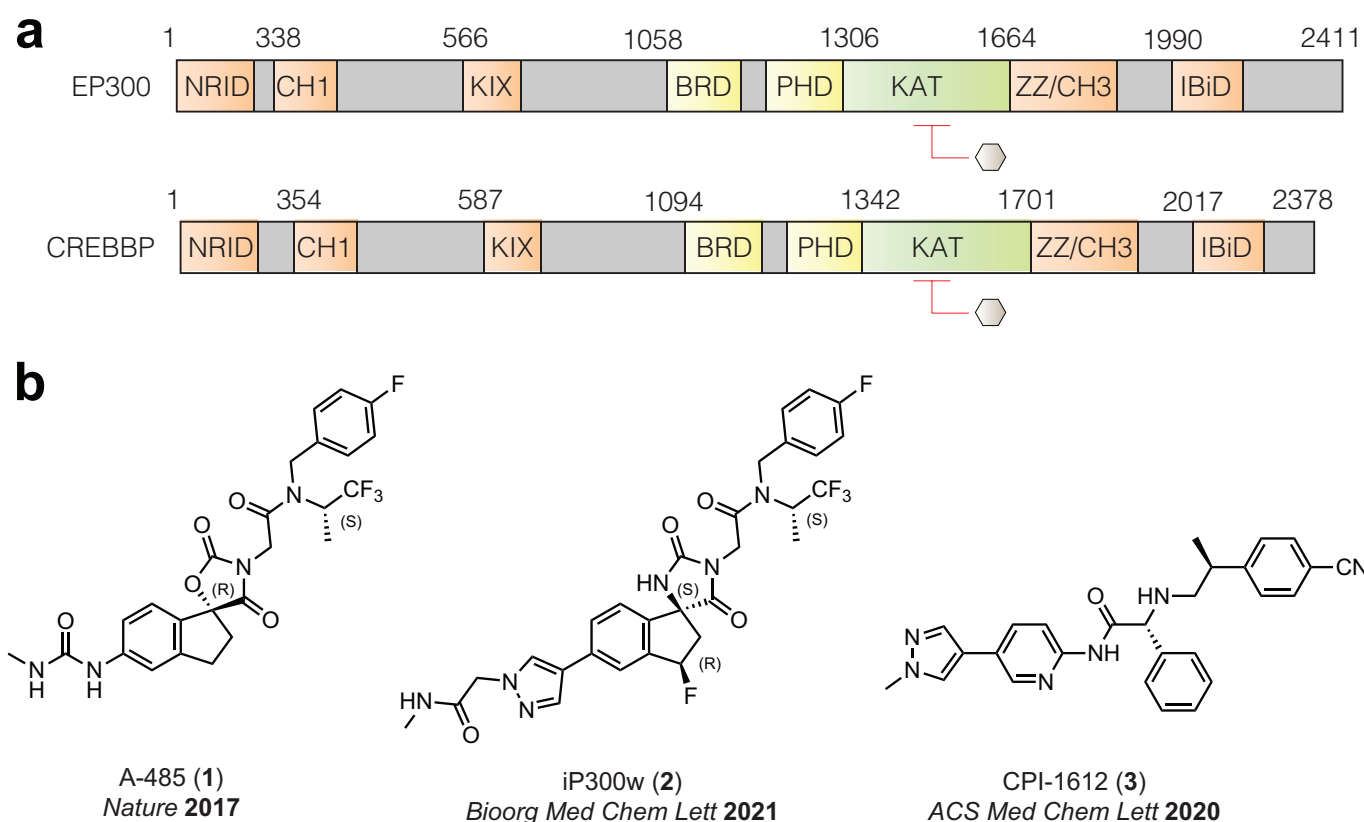 a
1 338 566 1058 1306 1664 1990 2411
EP300 NRID CH1 KIX BRD PHD KAT ZZ/CH3 IBiD
1 354 587 1094 1342 1701 2017 2378
CREBBP NRID CH1 KIX BRD PHD KAT ZZ/CH3 IBiD
b
F
N
CF3
O
(S)
O
N
O
(R)
O
O
N
H
N
H
F
N
CF3
O
(S)
O
N
HN
(S)
O
(R)
F
N
N
HN
O
CN
HN
O
N
N
N
NH
A-485 (1)
Nature 2017
iP300w (2)
Bioorg Med Chem Lett 2021
CPI-1612 (3)
ACS Med Chem Lett 2020